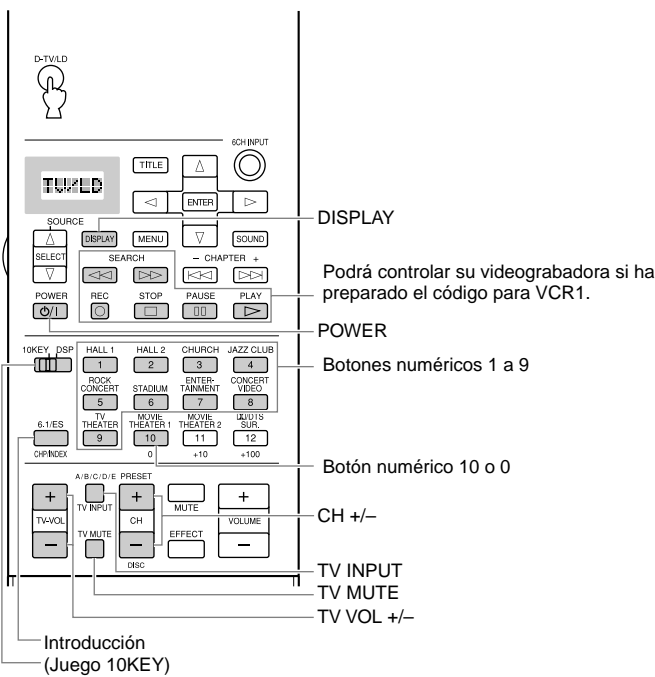 D-TV/LD
6CH INPUT
TITLE
TV/LD
ENTER
SOURCE
DISPLAY
MENU
SOUND
DISPLAY
SELECT
SEARCH
– CHAPTER +
Podrá controlar su videograbadora si ha
preparado el código para VCR1.
POWER
REC
STOP
PAUSE
PLAY
POWER
10KEY DSP
HALL 1
HALL 2
CHURCH
JAZZ CLUB
Botones numéricos 1 a 9
1
2
3
4
ROCK
CONCERT
STADIUM
ENTER-
TAINMENT
CONCERT
VIDEO
5
6
7
8
6.1/ES
TV
THEATER
MOVIE
THEATER 1
MOVIE
THEATER 2
/DTS
SUR.
9
10
11
12
CHP/INDEX
0
+10
+100
Botón numérico 10 o 0
A/B/C/D/E
PRESET
+
TV-VOL
–
TV INPUT
TV MUTE
+
CH
–
DISC
MUTE
EFFECT
+
VOLUME
–
CH +/–
TV INPUT
TV MUTE
TV VOL +/–
Introducción
(Juego 10KEY)